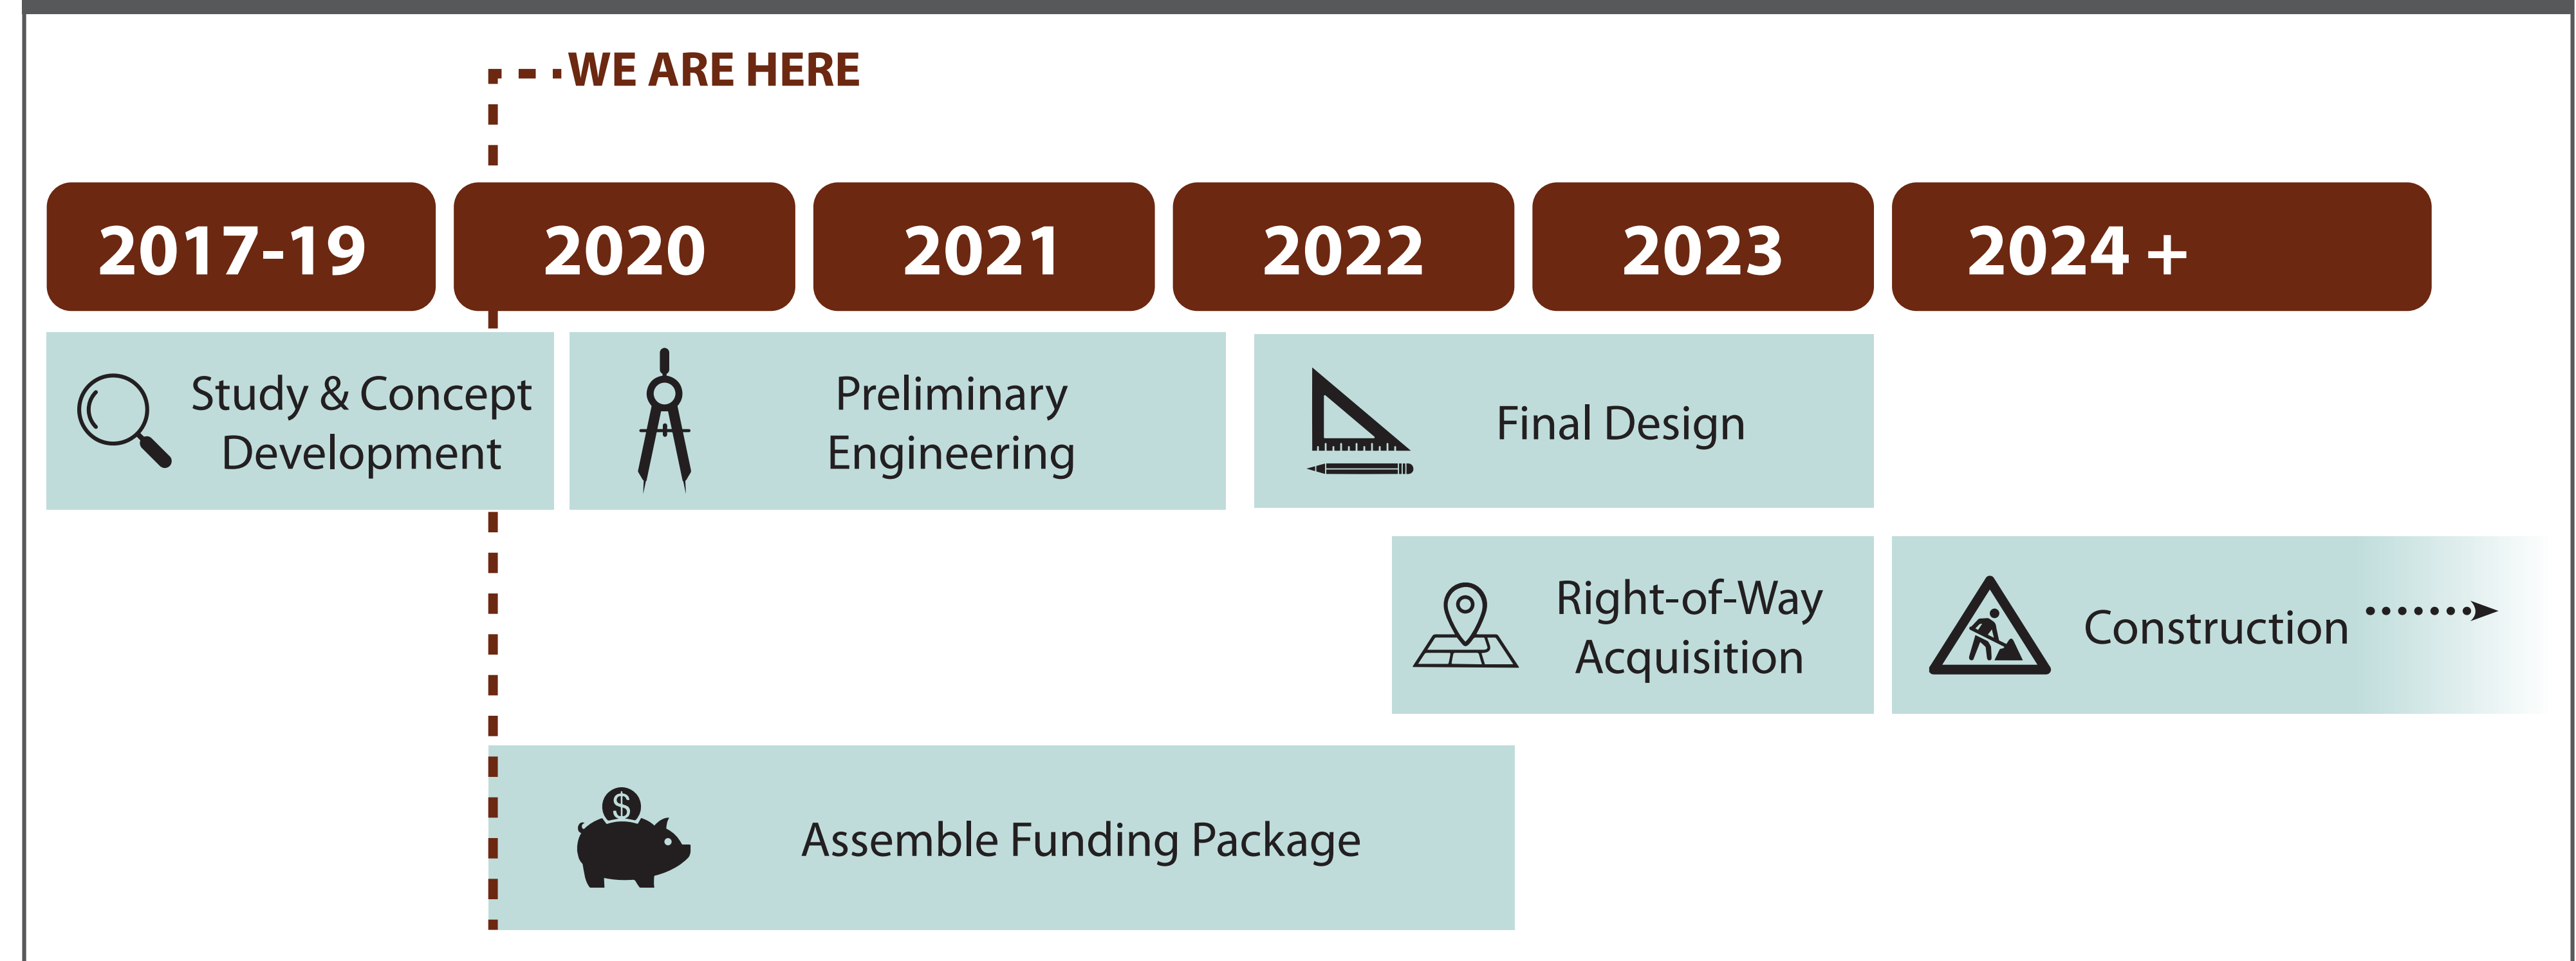 WE ARE HERE
2017-19
2020
2021
2022
2023
2024 +
Study & Concept
Development
Preliminary
Engineering
Final Design
Right-of-Way
Acquisition
Construction
$
Assemble Funding Package